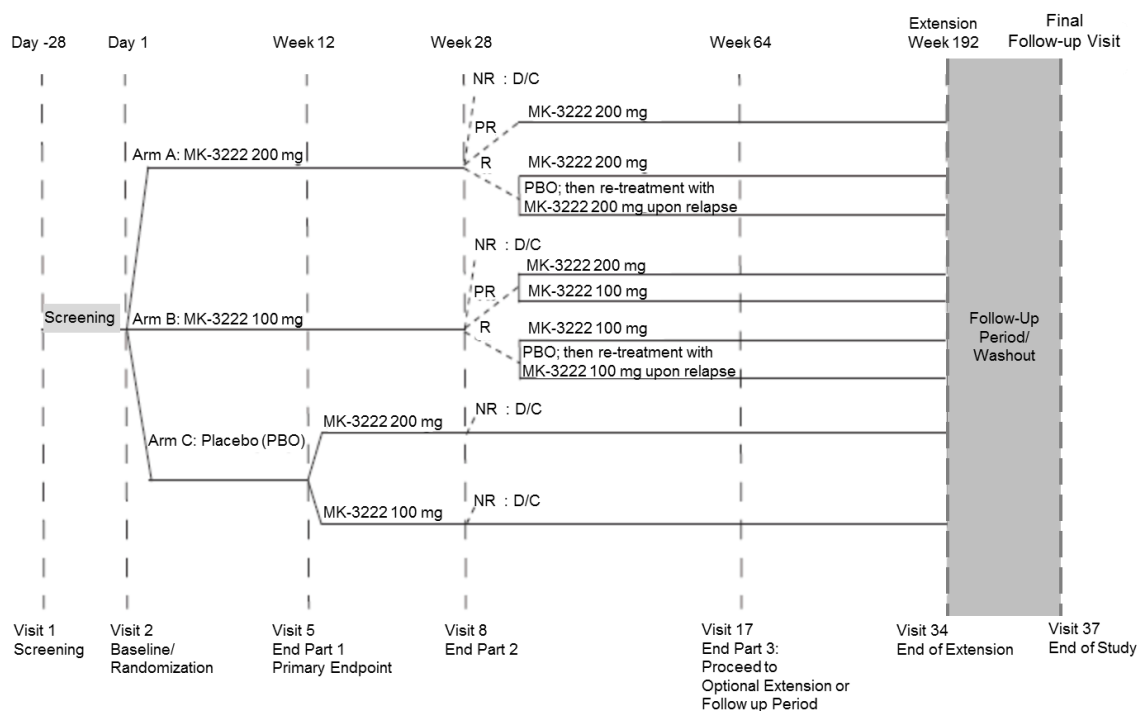 Extension
Final
Day -28
Day 1
Week 12
Week 28
Week 64
Week 192
Follow-up Visit
NR : D/C
MK-3222 200 mg
PR
Arm A: MK-3222 200 mg
R
MK-3222 200 mg
PBO; then re-treatment with
MK-3222 200 mg upon relapse
NR : D/C
MK-3222 200 mg
PR
MK-3222 100 mg
Screening
Arm B: MK-3222 100 mg
R
MK-3222 100 mg
PBO; then re-treatment with
MK-3222 100 mg upon relapse
Follow-Up
Period/
Washout
NR : D/C
MK-3222 200 mg
Arm C: Placebo (PBO)
NR : D/C
MK-3222 100 mg
Visit 1
Screening
Visit 2
Baseline/
Randomization
Visit 5
End Part 1
Primary Endpoint
Visit 8
End Part 2
Visit 17
End Part 3:
Proceed to
Optional Extension or
Follow up Period
Visit 34
End of Extension
Visit 37
End of Study